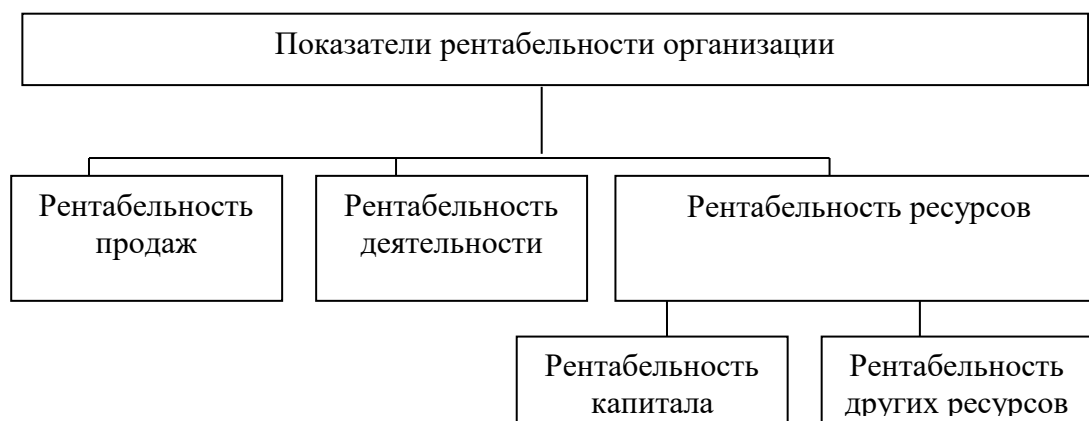 Показатели рентабельности организации
Рентабельность
продаж
Рентабельность
деятельности
Рентабельность ресурсов
Рентабельность
капитала
Рентабельность
других ресурсов